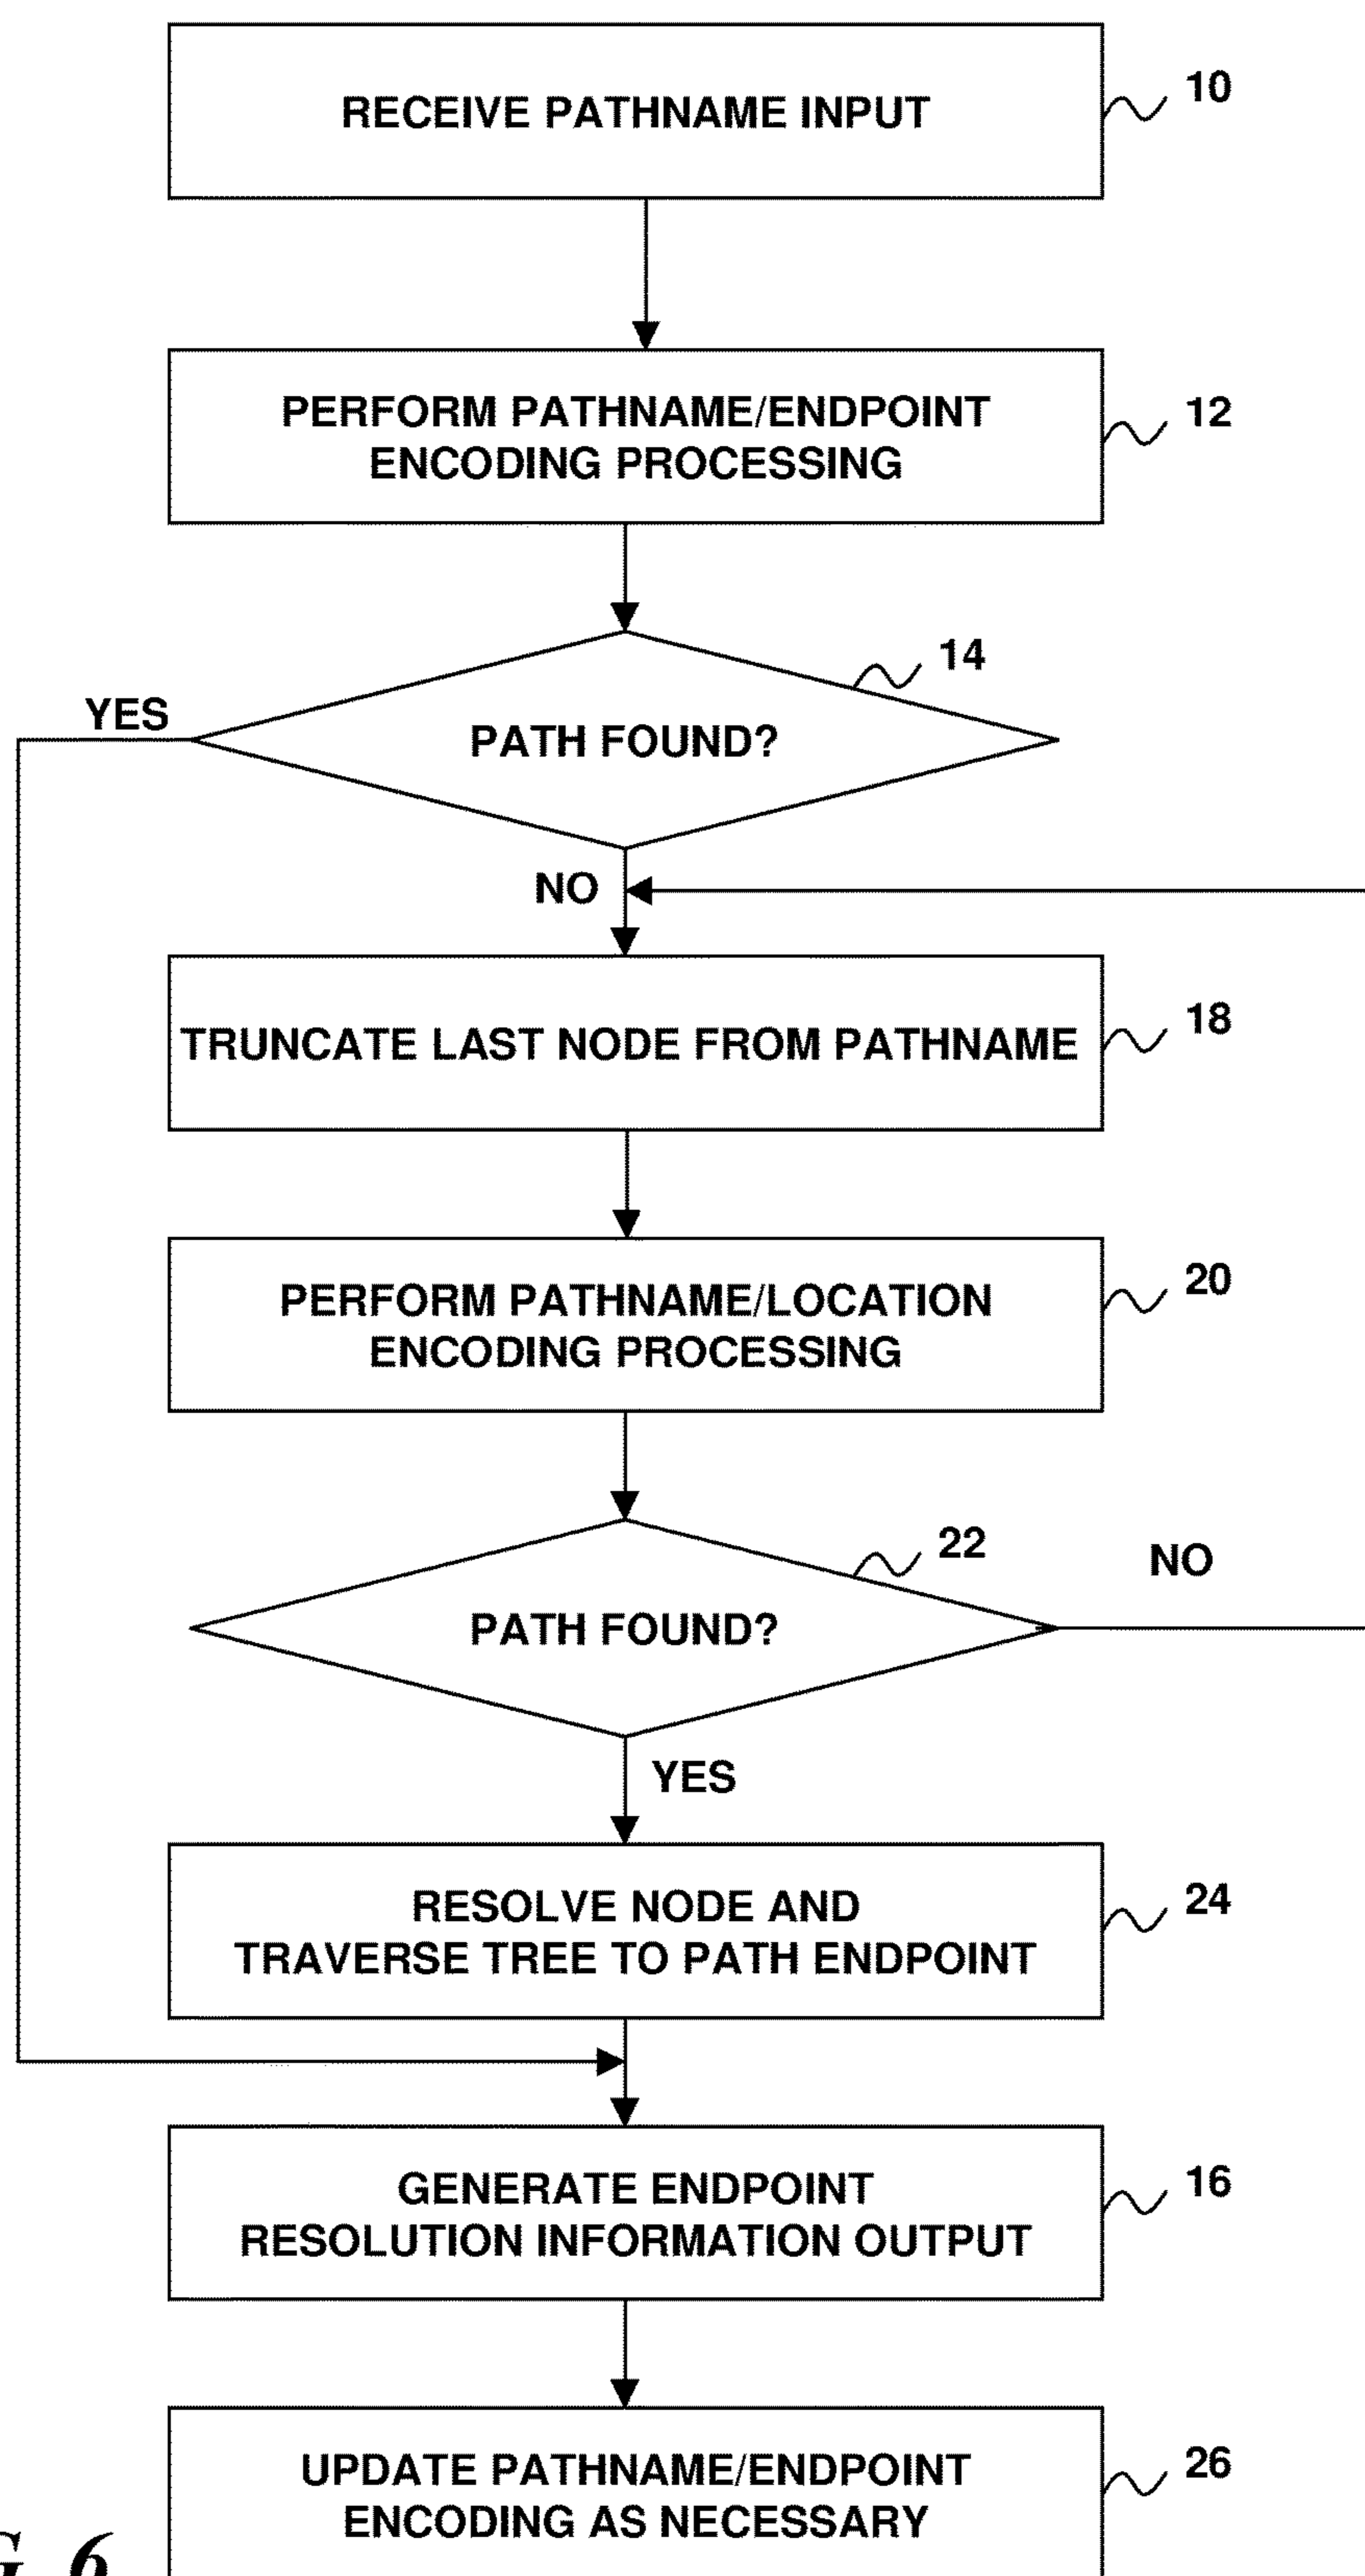 RECEIVE PATHNAME INPUT
10
PERFORM PATHNAME/ENDPOINT
ENCODING PROCESSING
12
14
YES
PATH FOUND?
NO
TRUNCATE LAST NODE FROM PATHNAME
18
PERFORM PATHNAME/LOCATION
ENCODING PROCESSING
20
22
NO
PATH FOUND?
YES
RESOLVE NODE AND
TRAVERSE TREE TO PATH ENDPOINT
24
GENERATE ENDPOINT
RESOLUTION INFORMATION OUTPUT
16
UPDATE PATHNAME/ENDPOINT
ENCODING AS NECESSARY
26
6